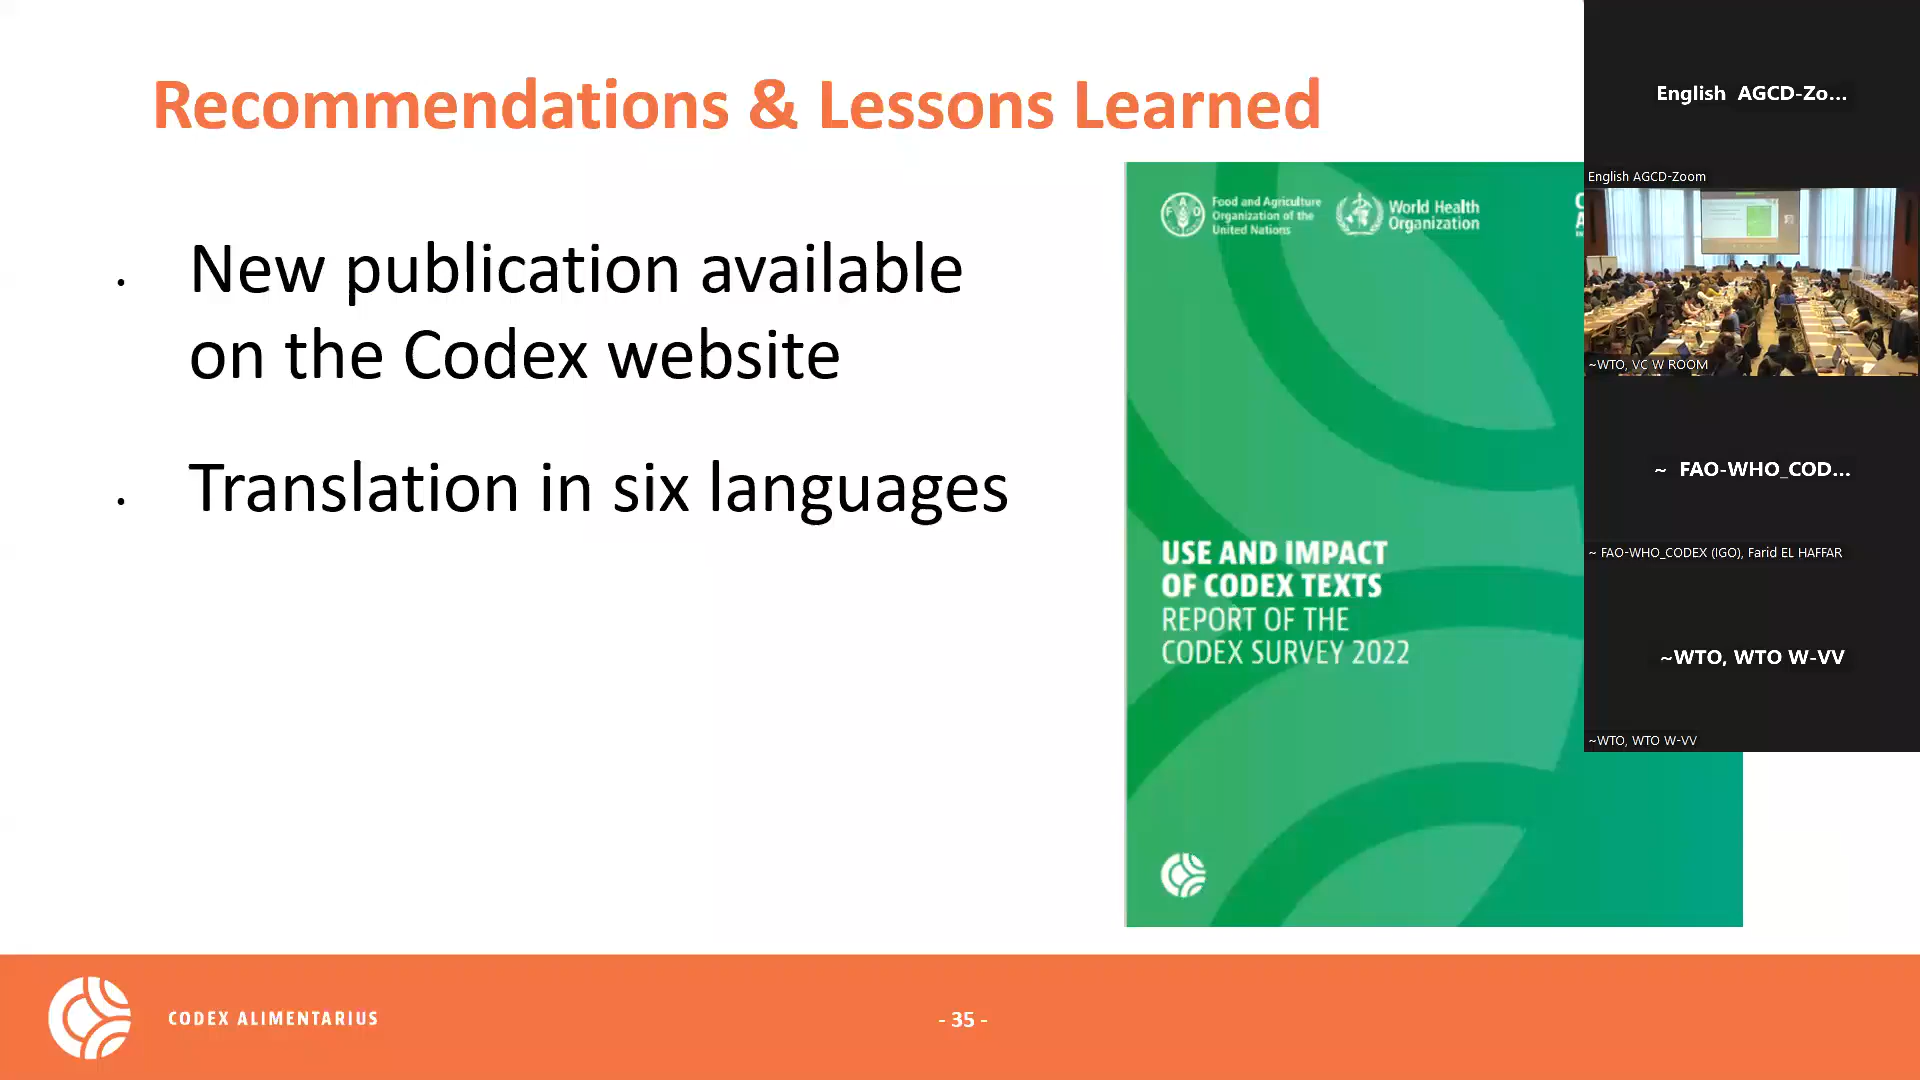 Recommendations & Lessons Learned
• New publication available
on the Codex website
• Translation in six languages
Food and Agriculture
Organization of the
United Nations
FAO
World Health
Organization
USE AND IMPACT
OF CODEX TEXTS
REPORT OF THE
CODEX SURVEY 2022
English AGCD-Zo...
English AGCD-Zoom
~WTO, VC W ROOM
~ FAO-WHO_COD...
~ FAO-WHO_CODEX (IGO), Farid EL HAFFAR
~WTO, WTO W-VV
~WTO, WTO W-VV
CODEX ALIMENTARIUS
- 35 -